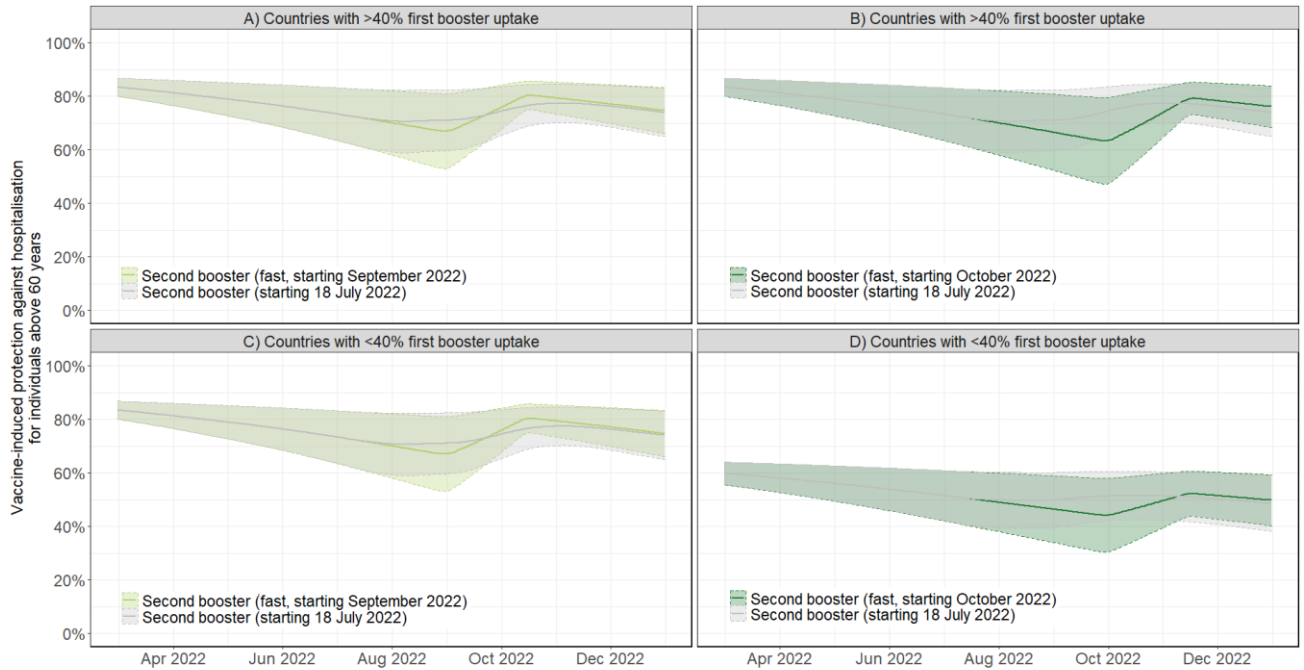 Vaccine-induced protection against hospitalisation
for individuals above 60 years
A) Countries with >40% first booster uptake
100%
80%
60%
40%
20%
0%
Second booster (fast, starting September 2022)
Second booster (starting 18 July 2022)
B) Countries with >40% first booster uptake
Second booster (fast, starting October 2022)
Second booster (starting 18 July 2022)
C) Countries with <40% first booster uptake
100%
80%
60%
40%
20%
0%
Second booster (fast, starting September 2022)
Second booster (starting 18 July 2022)
Apr 2022 Jun 2022 Aug 2022 Oct 2022 Dec 2022
D) Countries with <40% first booster uptake
Second booster (fast, starting October 2022)
Second booster (starting 18 July 2022)
Apr 2022 Jun 2022 Aug 2022 Oct 2022 Dec 2022